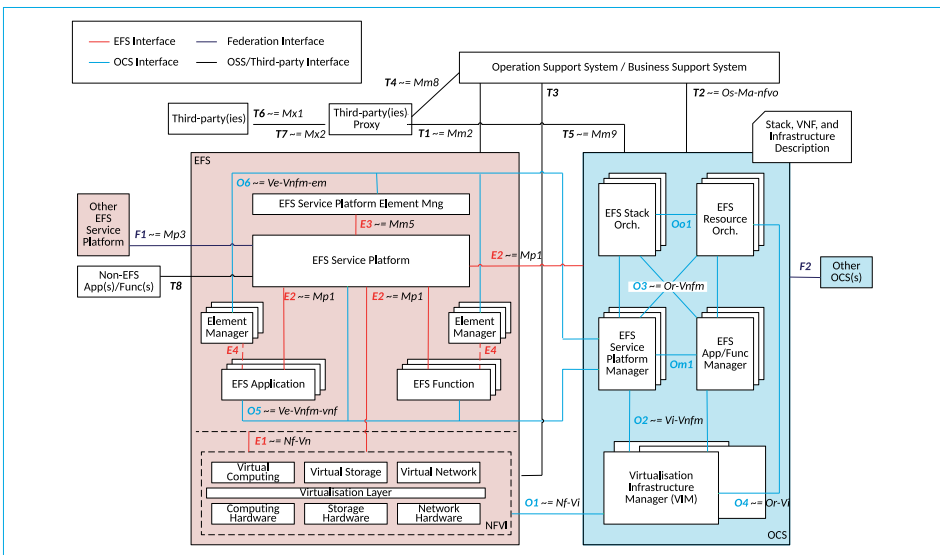 EFS Interface
Federation Interface
OCS Interface
OSS/Third-party Interface
Operation Support System / Business Support System
T4 ~= Mm8
T3
T2 ~= Os-Ma-nfvo
Third-party(ies)
T6 ~= Mx1
T7 ~= Mx2
Third-party(ies)
Proxy
T1 ~= Mm2
T5 ~= Mm9
Stack, VNF, and
Infrastructure
Description
EFS
O6 ~= Ve-Vnfm-em
EFS Service Platform Element Mng
E3 ~= Mm5
Other
EFS
Service
Platform
F1 ~= Mp3
EFS Service Platform
E2 ~= Mp1
Non-EFS
App(s)/Func(s)
T8
E2 ~= Mp1
E2 ~= Mp1
Element
Manager
Element
Manager
E4
E4
EFS Application
EFS Function
O5 ~= Ve-Vnfm-vnf
E1 ~= Nf-Vn
Virtual
Computing
Virtual Storage
Virtual Network
Virtualisation Layer
Computing
Hardware
Storage
Hardware
Network
Hardware
NFVI
O1 ~= Nf-Vi
EFS Stack
Orch.
Oo1
EFS
Resource
Orch.
F2
Other
OCS(s)
O3 ~= Or-Vnfm
EFS
Service
Platform
Manager
Om1
EFS
App/Func
Manager
O2 ~= Vi-Vnfm
Virtualisation
Infrastructure
Manager (VIM)
O4 ~= Or-Vi
OCS